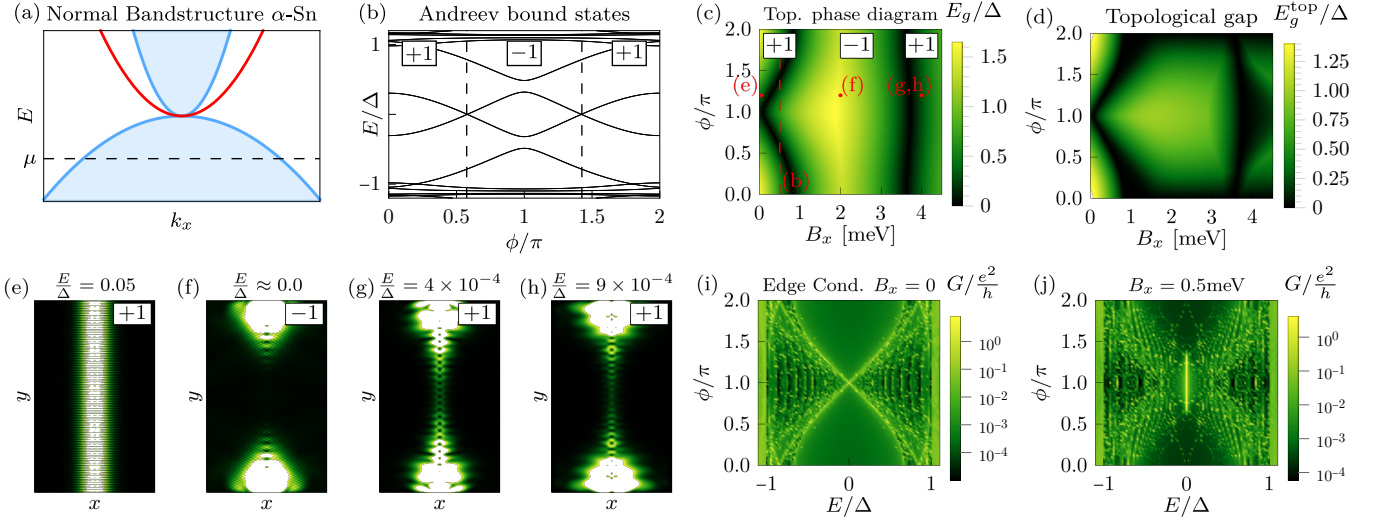 (a) Normal Bandstructure α-Sn
E
μ
k_x
(b) Andreev bound states
+1 −1 +1
E/Δ
1
0
−1
0 0.5 1 1.5 2
ϕ/π
(c) Top. phase diagram E_g/Δ
+1 −1 +1
(e) (f) (g,h)
(b)
ϕ/π
2.0
1.5
1.0
0.5
0.0
0 1 2 3 4
B_x [meV]
1.5
1.0
0.5
0
(d) Topological gap E_g^top/Δ
ϕ/π
2.0
1.5
1.0
0.5
0.0
0 1 2 3 4
B_x [meV]
1.25
1.00
0.75
0.50
0.25
0
(e) E/Δ = 0.05
+1
y
x
(f) E/Δ ≈ 0.0
−1
y
x
(g) E/Δ = 4 × 10⁻⁴
+1
y
x
(h) E/Δ = 9 × 10⁻⁴
+1
y
x
(i) Edge Cond. B_x = 0 G/e²/h
ϕ/π
2.0
1.5
1.0
0.5
0.0
−1 0 1
E/Δ
10⁰
10⁻¹
10⁻²
10⁻³
10⁻⁴
(j) B_x = 0.5meV G/e²/h
ϕ/π
2.0
1.5
1.0
0.5
0.0
−1 0 1
E/Δ
10⁰
10⁻¹
10⁻²
10⁻³
10⁻⁴